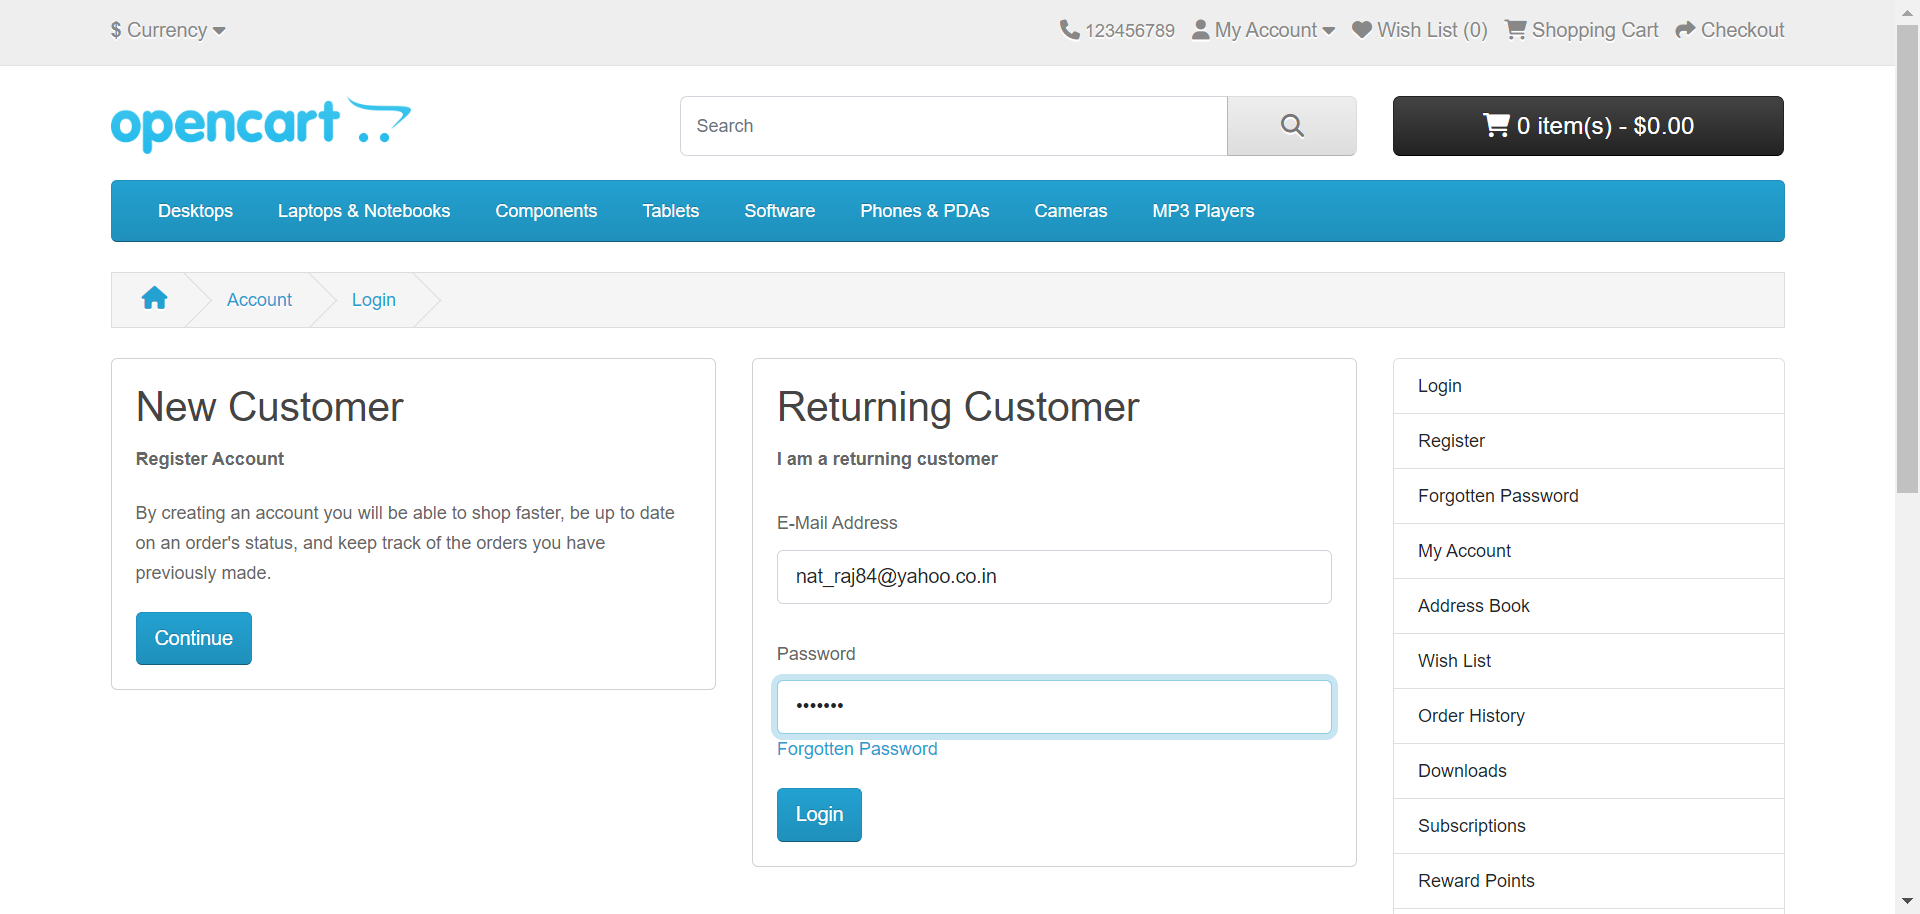 $ Currency
123456789 My Account Wish List (0) Shopping Cart Checkout
opencart
Search
0 item(s) - $0.00
Desktops Laptops & Notebooks Components Tablets Software Phones & PDAs Cameras MP3 Players
Account Login
New Customer
Register Account
By creating an account you will be able to shop faster, be up to date
on an order's status, and keep track of the orders you have
previously made.
Continue
Returning Customer
I am a returning customer
E-Mail Address
nat_raj84@yahoo.co.in
Password
•••••••
Forgotten Password
Login
Login
Register
Forgotten Password
My Account
Address Book
Wish List
Order History
Downloads
Subscriptions
Reward Points